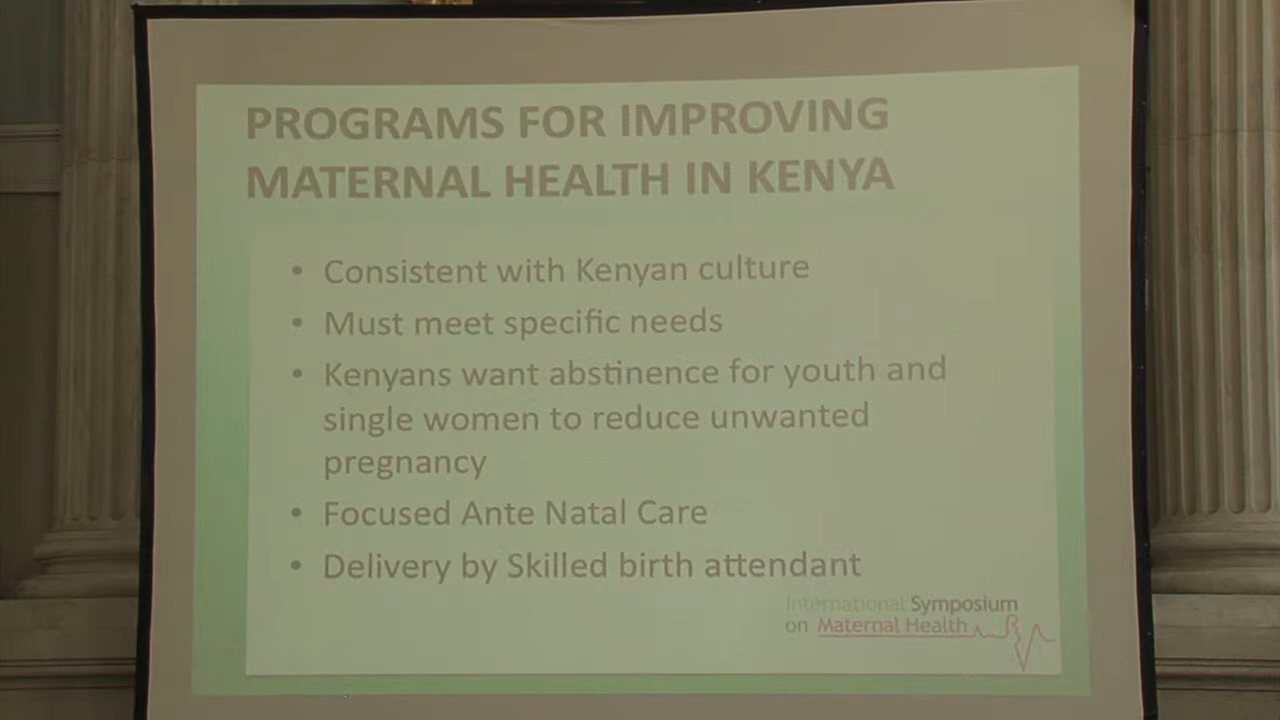 PROGRAMS FOR IMPROVING
MATERNAL HEALTH IN KENYA
• Consistent with Kenyan culture
• Must meet specific needs
• Kenyans want abstinence for youth and
single women to reduce unwanted
pregnancy
• Focused Ante Natal Care
• Delivery by Skilled birth attendant
International Symposium
on Maternal Health